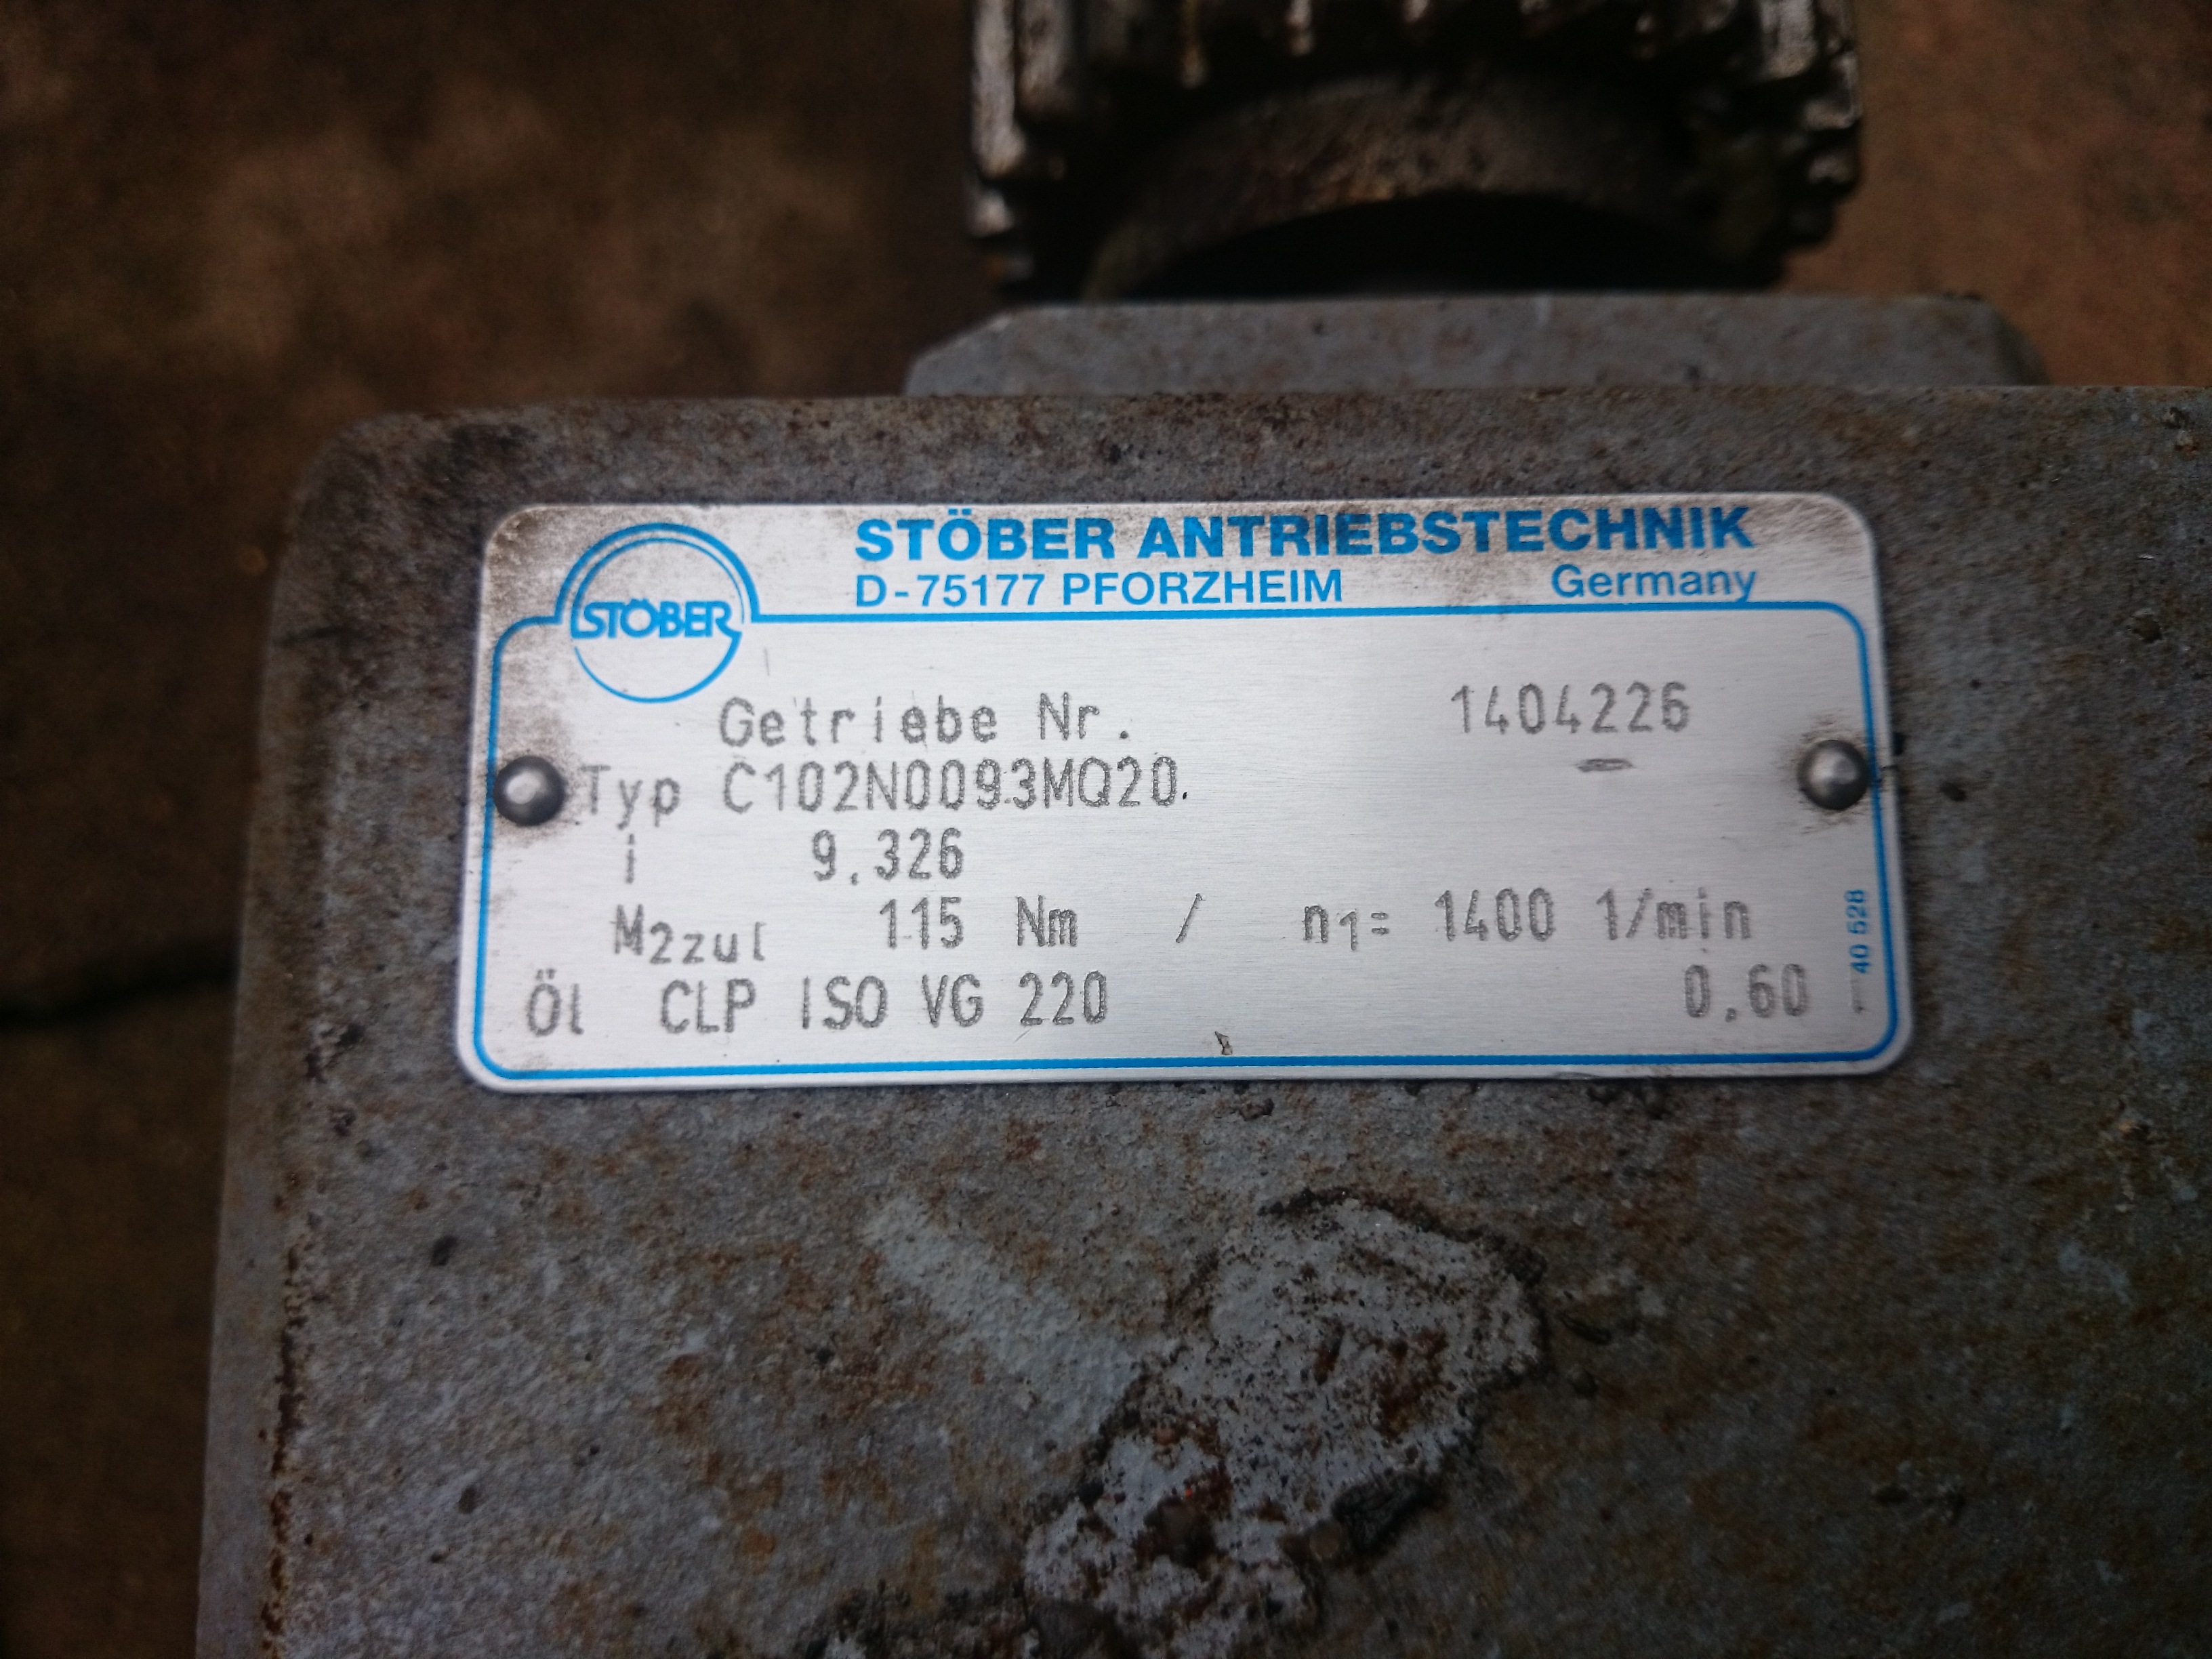 STÖBER
STÖBER ANTRIEBSTECHNIK
D-75177 PFORZHEIM Germany
Getriebe Nr. 1404226
Typ C102N0093MQ20.
i 9.326
M2zul 115 Nm / n1= 1400 1/min
Öl CLP ISO VG 220 0.60
40 528